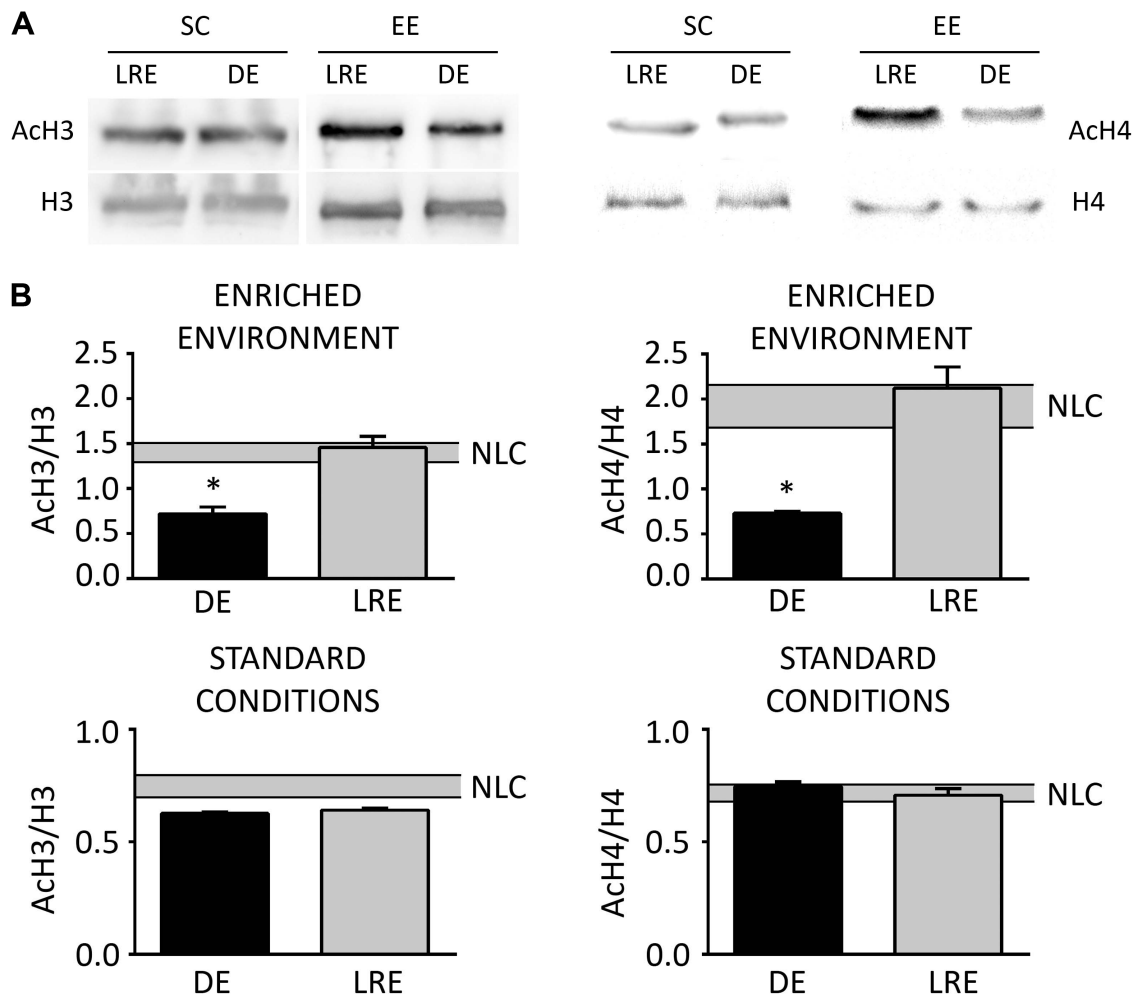 A
SC EE SC EE
LRE DE LRE DE LRE DE LRE DE
AcH3 AcH4
H3 H4
B
ENRICHED
ENVIRONMENT
AcH3/H3
2.5
2.0
1.5
1.0
0.5
0.0
*
NLC
DE LRE
ENRICHED
ENVIRONMENT
AcH4/H4
2.5
2.0
1.5
1.0
0.5
0.0
*
NLC
DE LRE
STANDARD
CONDITIONS
AcH3/H3
1.0
0.5
0.0
NLC
DE LRE
STANDARD
CONDITIONS
AcH4/H4
1.0
0.5
0.0
NLC
DE LRE